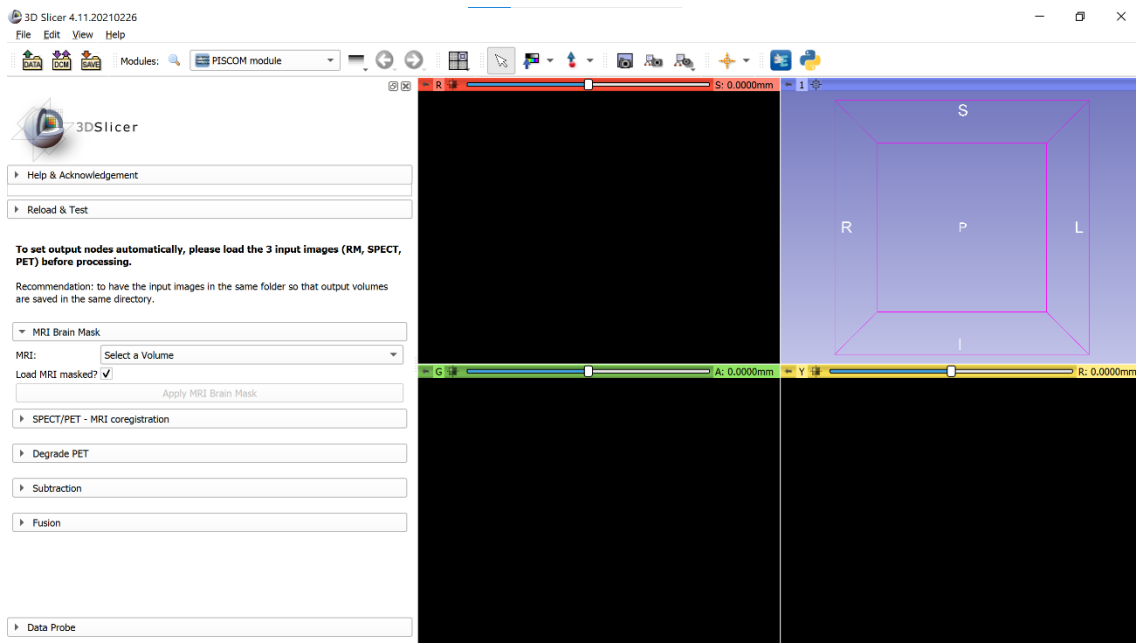 3D Slicer 4.11.20210226
File Edit View Help
DATA DCM SAVE Modules: PISCOM module
R S: 0.0000mm 1
3DSlicer
S
Help & Acknowledgement
Reload & Test
R P L
To set output nodes automatically, please load the 3 input images (RM, SPECT,
PET) before processing.
Recommendation: to have the input images in the same folder so that output volumes
are saved in the same directory.
MRI Brain Mask
I
MRI: Select a Volume
Load MRI masked?
G A: 0.0000mm Y R: 0.0000mm
Apply MRI Brain Mask
SPECT/PET - MRI coregistration
Degrade PET
Subtraction
Fusion
Data Probe